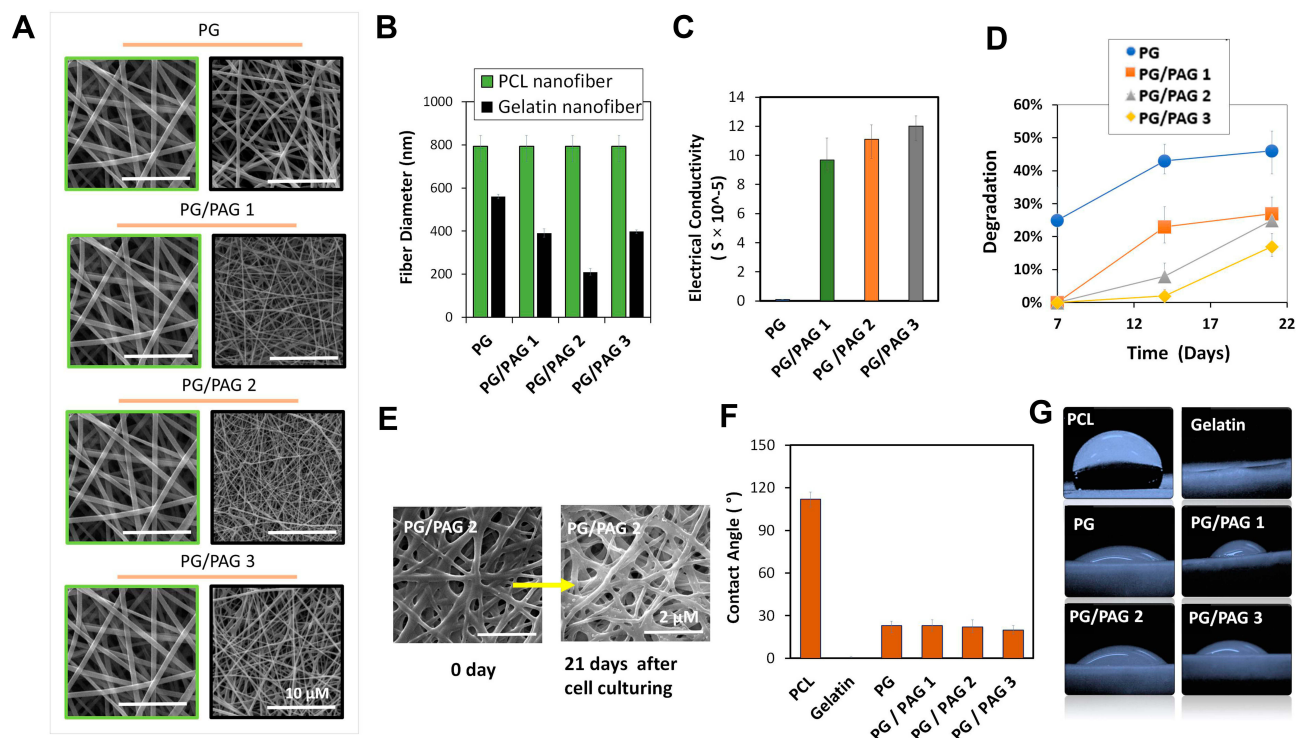 A
PG
PG/PAG 1
PG/PAG 2
PG/PAG 3
10 µM
B
PCL nanofiber
Gelatin nanofiber
Fiber Diameter (nm)
1000
800
600
400
200
0
PG
PG/PAG 1
PG/PAG 2
PG/PAG 3
C
Electrical Conductivity
( S × 10^-5)
14
12
10
8
6
4
2
0
PG
PG/PAG 1
PG /PAG 2
PG/PAG 3
D
PG
PG/PAG 1
PG/PAG 2
PG/PAG 3
Degradation
60%
50%
40%
30%
20%
10%
0%
7
12
17
22
Time (Days)
E
PG/PAG 2
PG/PAG 2
2 µM
0 day
21 days after
cell culturing
F
Contact Angle ( °)
150
120
90
60
30
0
PCL
Gelatin
PG
PG / PAG 1
PG / PAG 2
PG / PAG 3
G
PCL
Gelatin
PG
PG/PAG 1
PG/PAG 2
PG/PAG 3